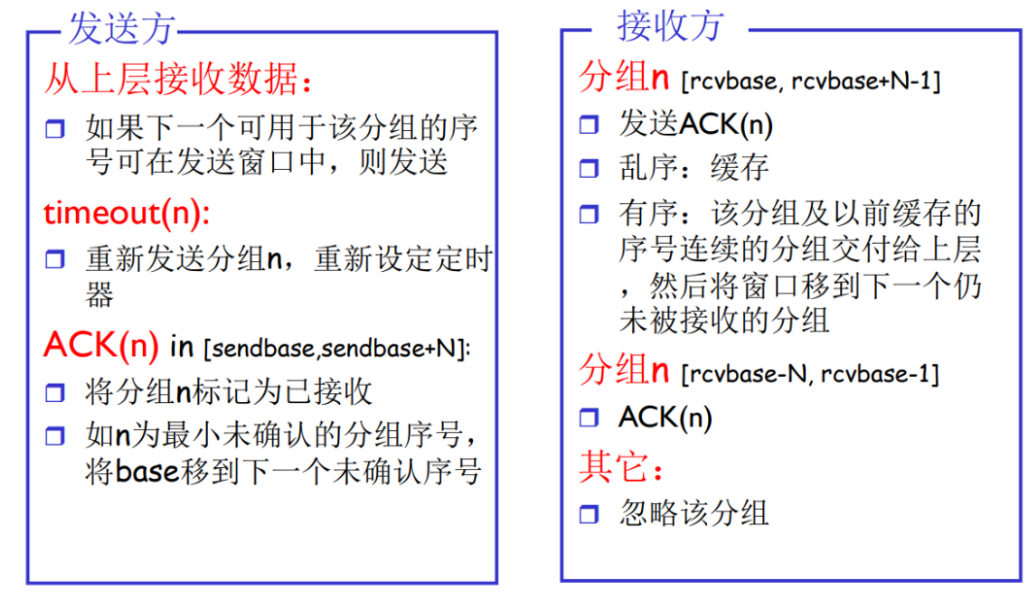 发送方
从上层接收数据：
如果下一个可用于该分组的序
号可在发送窗口中，则发送
timeout(n):
重新发送分组n，重新设定定时
器
ACK(n) in [sendbase,sendbase+N]:
将分组n标记为已接收
如n为最小未确认的分组序号，
将base移到下一个未确认序号
接收方
分组n [rcvbase, rcvbase+N-1]
发送ACK(n)
乱序：缓存
有序：该分组及以前缓存的
序号连续的分组交付给上层
，然后将窗口移到下一个仍
未被接收的分组
分组n [rcvbase-N, rcvbase-1]
ACK(n)
其它：
忽略该分组